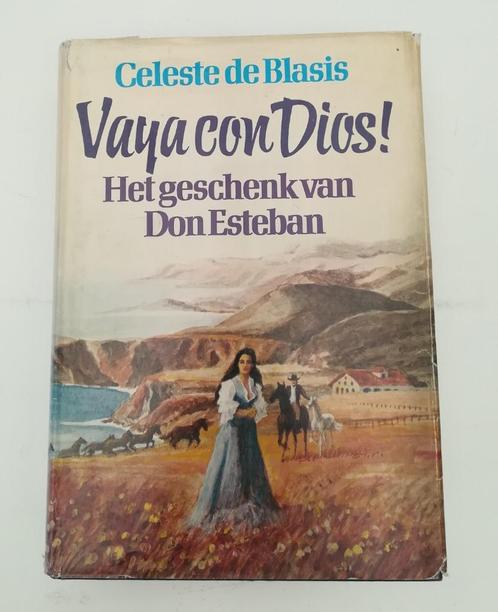 Celeste de Blasis
Vaya con Dios!
Het geschenk van
Don Esteban